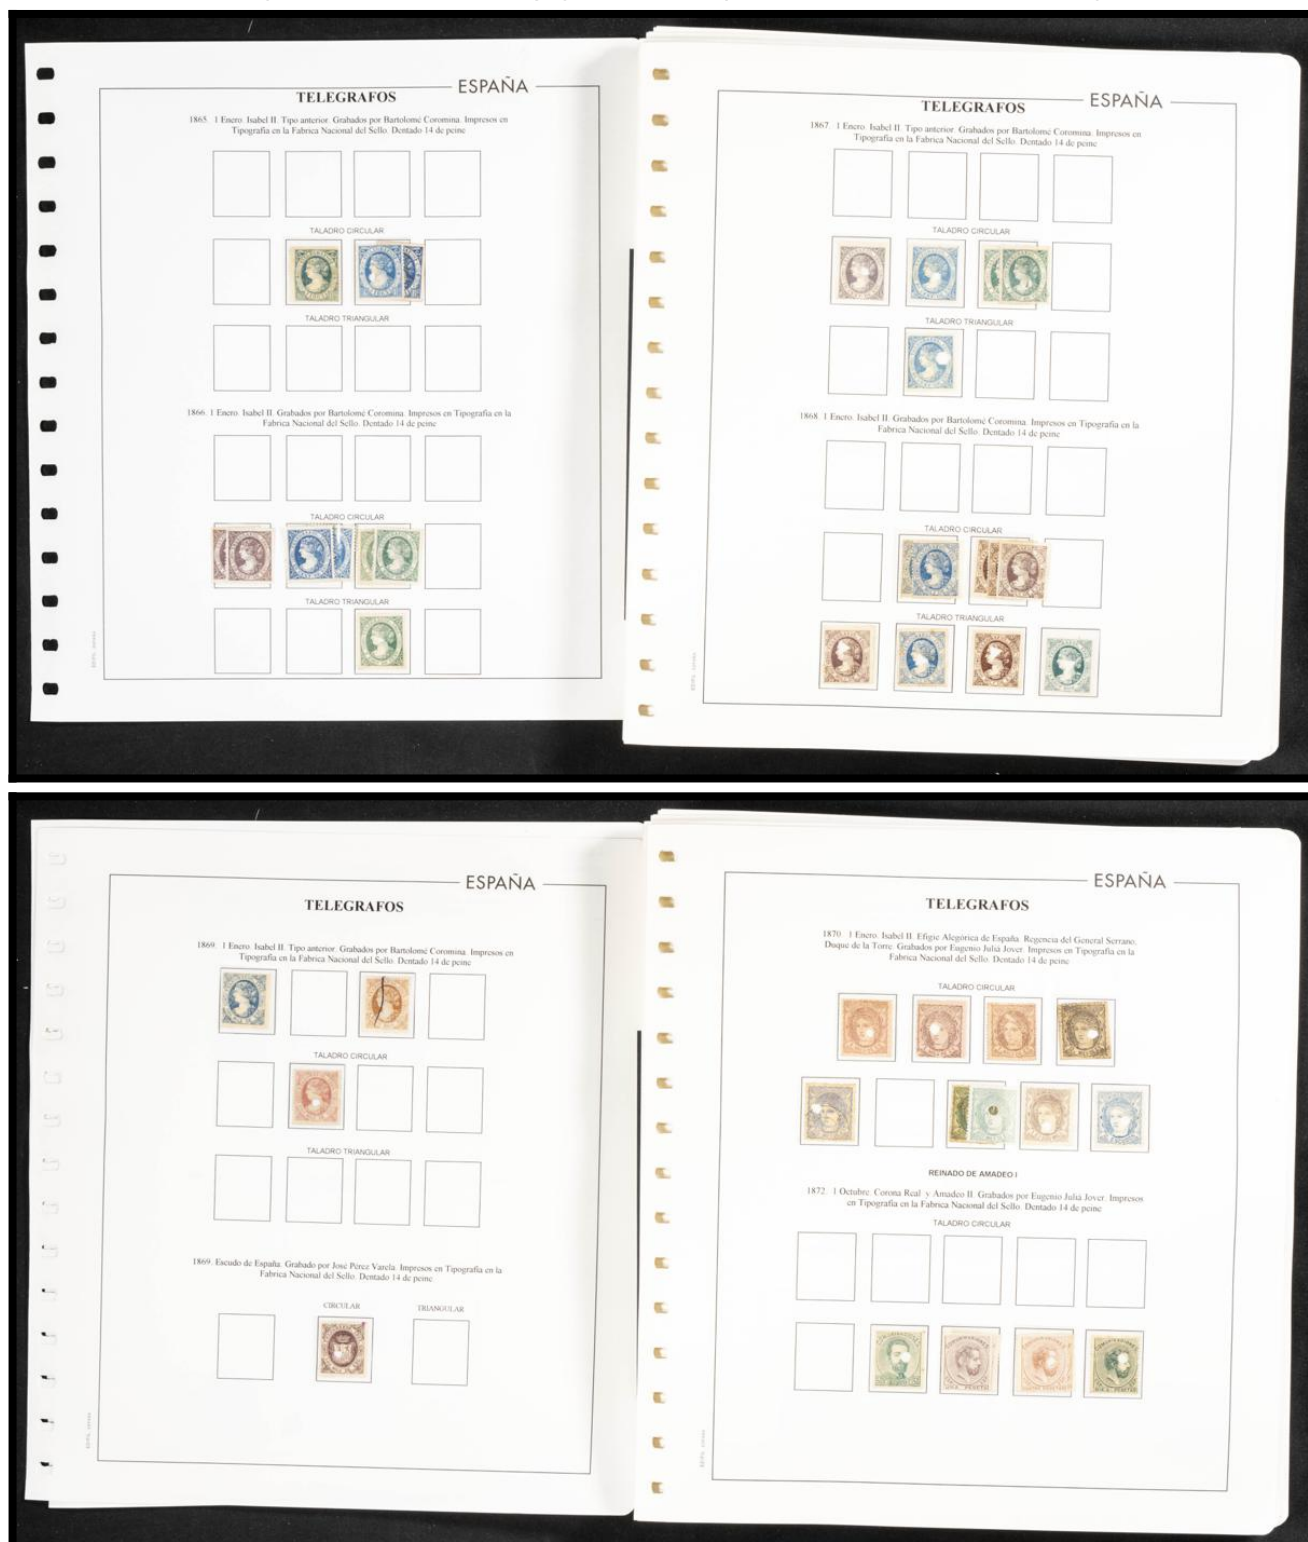 ESPAÑA
TELEGRAFOS
1865. 1 Enero. Isabel II. Tipo anterior. Grabados por Bartolomé Coromina. Impresos en
Tipografía en la Fabrica Nacional del Sello. Dentado 14 de peine
TALADRO CIRCULAR
TALADRO TRIANGULAR
1866. 1 Enero. Isabel II. Grabados por Bartolomé Coromina. Impresos en Tipografía en la
Fabrica Nacional del Sello. Dentado 14 de peine
TALADRO CIRCULAR
TALADRO TRIANGULAR
ESPAÑA
TELEGRAFOS
1867. 1 Enero. Isabel II. Tipo anterior. Grabados por Bartolomé Coromina. Impresos en
Tipografía en la Fabrica Nacional del Sello. Dentado 14 de peine
TALADRO CIRCULAR
TALADRO TRIANGULAR
1868. 1 Enero. Isabel II. Grabados por Bartolomé Coromina. Impresos en Tipografía en la
Fabrica Nacional del Sello. Dentado 14 de peine
TALADRO CIRCULAR
TALADRO TRIANGULAR
ESPAÑA
TELEGRAFOS
1869. 1 Enero. Isabel II. Tipo anterior. Grabados por Bartolomé Coromina. Impresos en
Tipografía en la Fabrica Nacional del Sello. Dentado 14 de peine
TALADRO CIRCULAR
TALADRO TRIANGULAR
1869. Escudo de España. Grabado por José Pérez Varela. Impresos en Tipografía en la
Fabrica Nacional del Sello. Dentado 14 de peine
CIRCULAR
TRIANGULAR
ESPAÑA
TELEGRAFOS
1870. 1 Enero. Isabel II. Efigie Alegórica de España. Regencia del General Serrano,
Duque de la Torre. Grabados por Eugenio Juliá Jover. Impresos en Tipografía en la
Fabrica Nacional del Sello. Dentado 14 de peine
TALADRO CIRCULAR
REINADO DE AMADEO I
1872. 1 Octubre. Corona Real y Amadeo II. Grabados por Eugenio Juliá Jover. Impresos
en Tipografía en la Fabrica Nacional del Sello. Dentado 14 de peine
TALADRO CIRCULAR